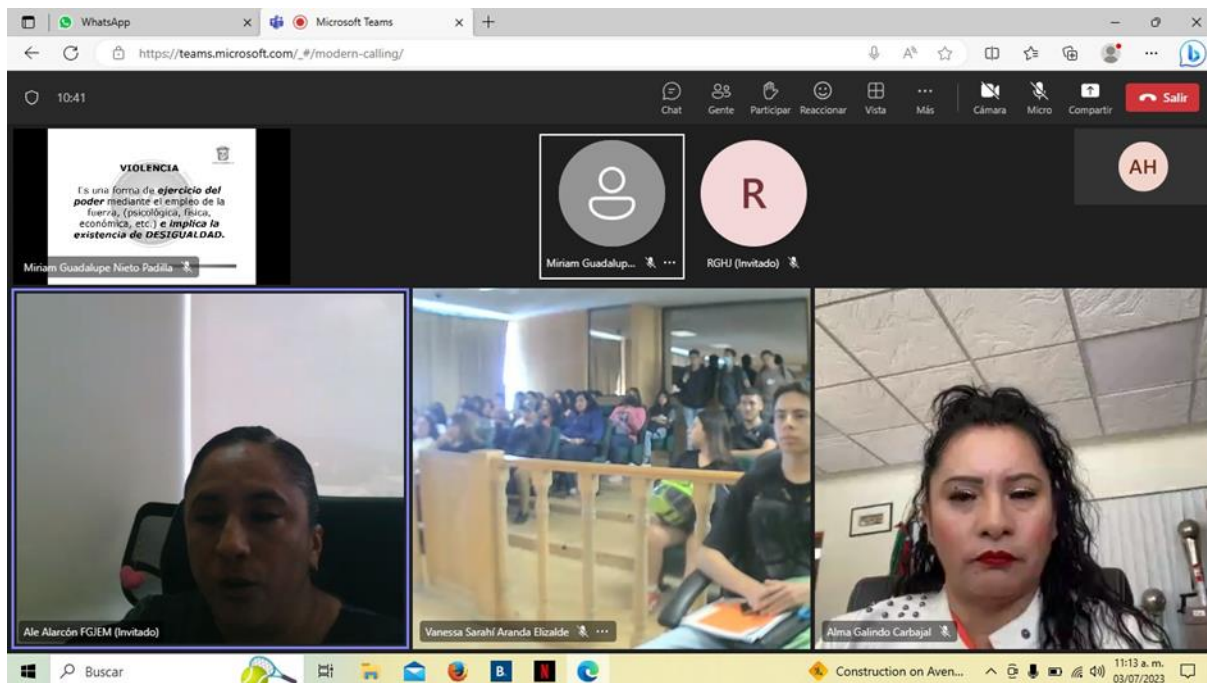 WhatsApp
Microsoft Teams
https://teams.microsoft.com/_#/modern-calling/
10:41
Chat
Gente
Participar
Reaccionar
Vista
Más
Cámara
Micro
Compartir
Salir
VIOLENCIA
Es una forma de ejercicio del
poder mediante el empleo de la
fuerza, (psicológica, física,
económica, etc.) e implica la
existencia de DESIGUALDAD.
Miriam Guadalupe Nieto Padilla
Miriam Guadalup...
R
RGHJ (Invitado)
AH
Ale Alarcón FGJEM (Invitado)
Vanessa Sarahí Aranda Elizalde
Alma Galindo Carbajal
Buscar
B.
N
Construction on Aven...
11:13 a. m.
03/07/2023